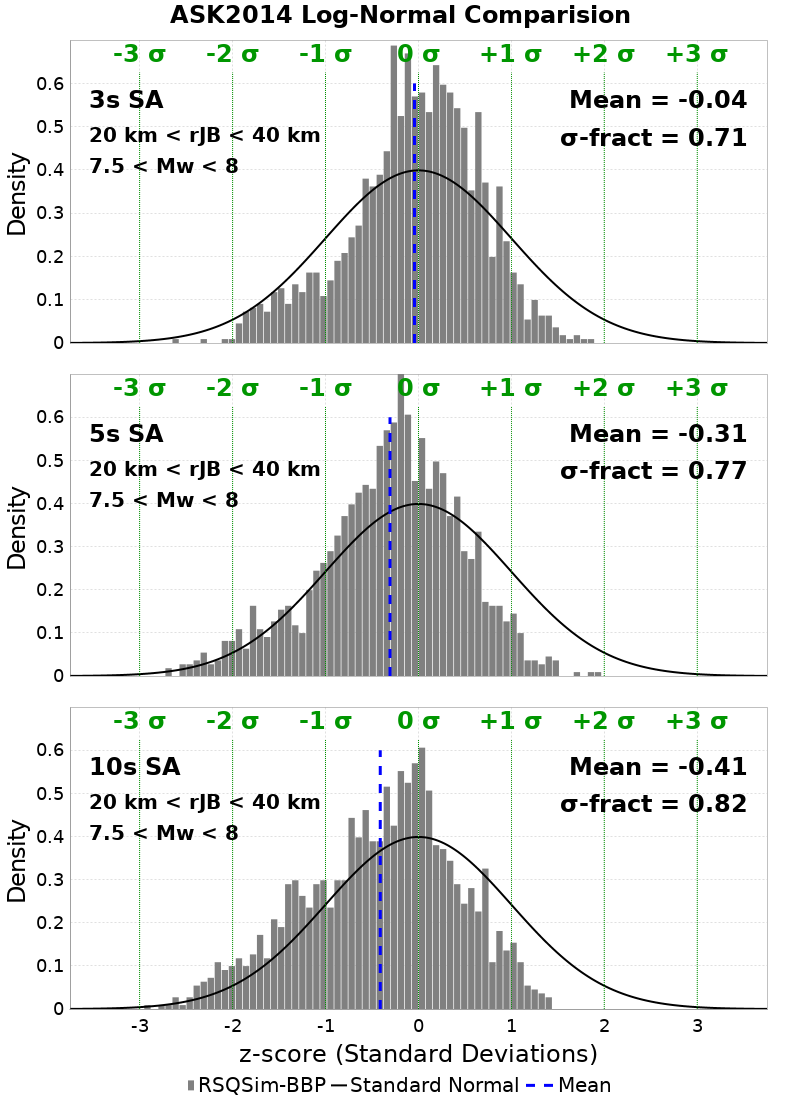 ASK2014 Log-Normal Comparision
-3 σ -2 σ -1 σ 0 σ +1 σ +2 σ +3 σ
3s SA Mean = -0.04
20 km < rJB < 40 km σ-fract = 0.71
7.5 < Mw < 8
Density
0.6
0.5
0.4
0.3
0.2
0.1
0
-3 σ -2 σ -1 σ 0 σ +1 σ +2 σ +3 σ
5s SA Mean = -0.31
20 km < rJB < 40 km σ-fract = 0.77
7.5 < Mw < 8
Density
0.6
0.5
0.4
0.3
0.2
0.1
0
-3 σ -2 σ -1 σ 0 σ +1 σ +2 σ +3 σ
10s SA Mean = -0.41
20 km < rJB < 40 km σ-fract = 0.82
7.5 < Mw < 8
Density
0.6
0.5
0.4
0.3
0.2
0.1
0
-3 -2 -1 0 1 2 3
z-score (Standard Deviations)
RSQSim-BBP Standard Normal Mean